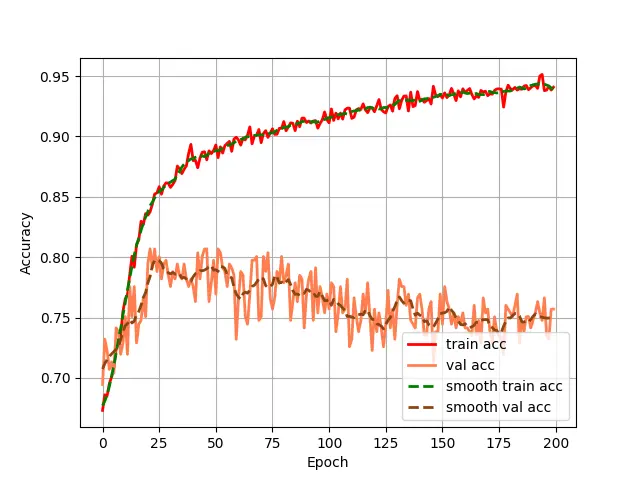 0.95
0.90
0.85
0.80
0.75
0.70
Accuracy
train acc
val acc
smooth train acc
smooth val acc
0 25 50 75 100 125 150 175 200
Epoch